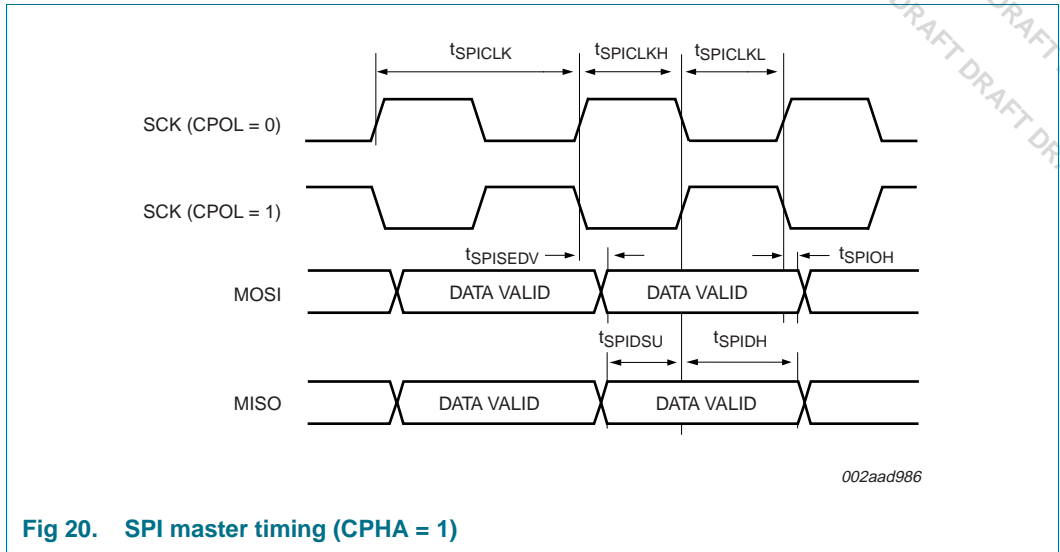 DRAFT DRAFT DRA
DRAFT
tSPICLK tSPICLKH tSPICLKL
SCK (CPOL = 0)
SCK (CPOL = 1)
tSPISEDV tSPIOH
MOSI DATA VALID DATA VALID
tSPIDSU tSPIDH
MISO DATA VALID DATA VALID
002aad986
Fig 20. SPI master timing (CPHA = 1)